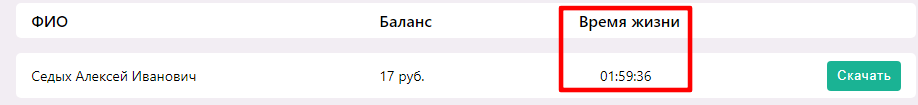 ФИО Баланс Время жизни
Седых Алексей Иванович 17 руб. 01:59:36 Скачать